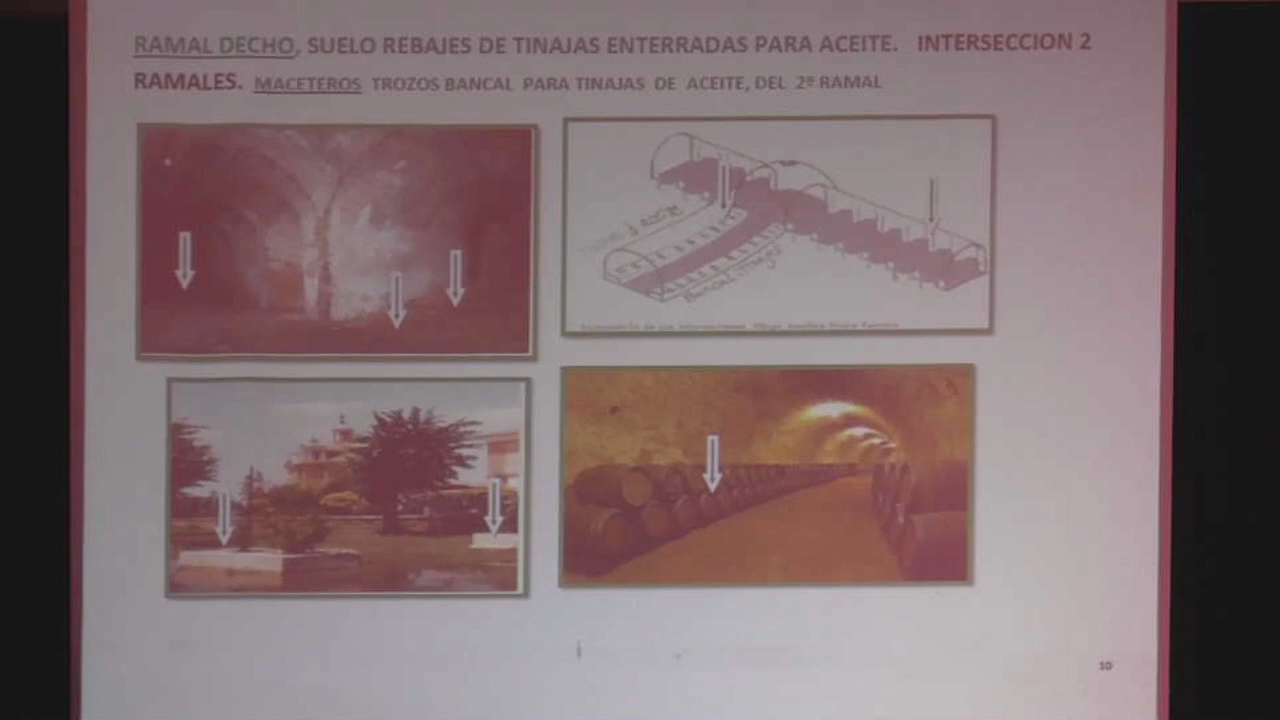 RAMAL DECHO, SUELO REBAJES DE TINAJAS ENTERRADAS PARA ACEITE. INTERSECCION 2
RAMALES. MACETEROS TROZOS BANCAL PARA TINAJAS DE ACEITE, DEL 2º RAMAL
10